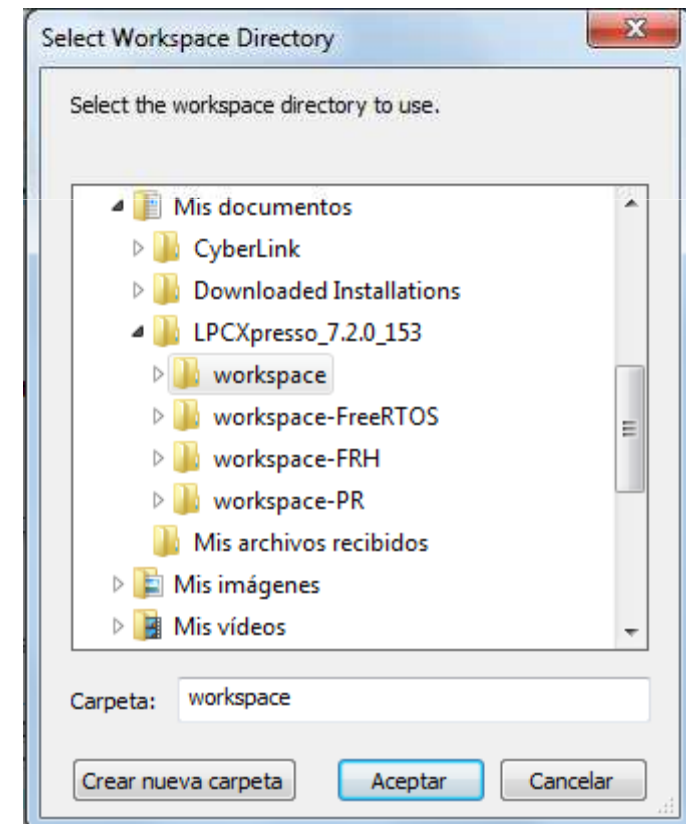 Select Workspace Directory
Select the workspace directory to use.
Mis documentos
CyberLink
Downloaded Installations
LPCXpresso_7.2.0_153
workspace
workspace-FreeRTOS
workspace-FRH
workspace-PR
Mis archivos recibidos
Mis imágenes
Mis vídeos
Carpeta: workspace
Crear nueva carpeta Aceptar Cancelar